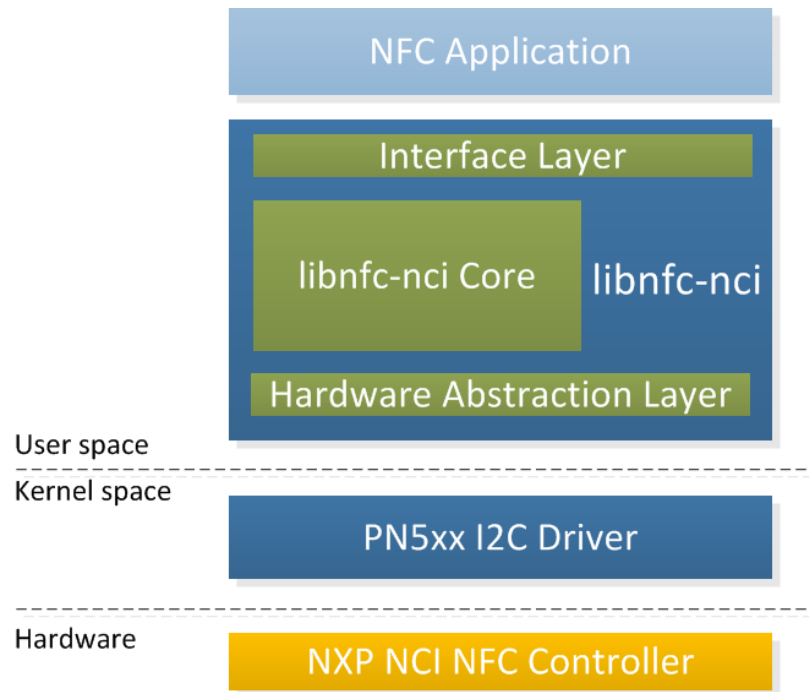 NFC Application
Interface Layer
libnfc-nci Core
libnfc-nci
Hardware Abstraction Layer
User space
Kernel space
PN5xx I2C Driver
Hardware
NXP NCI NFC Controller